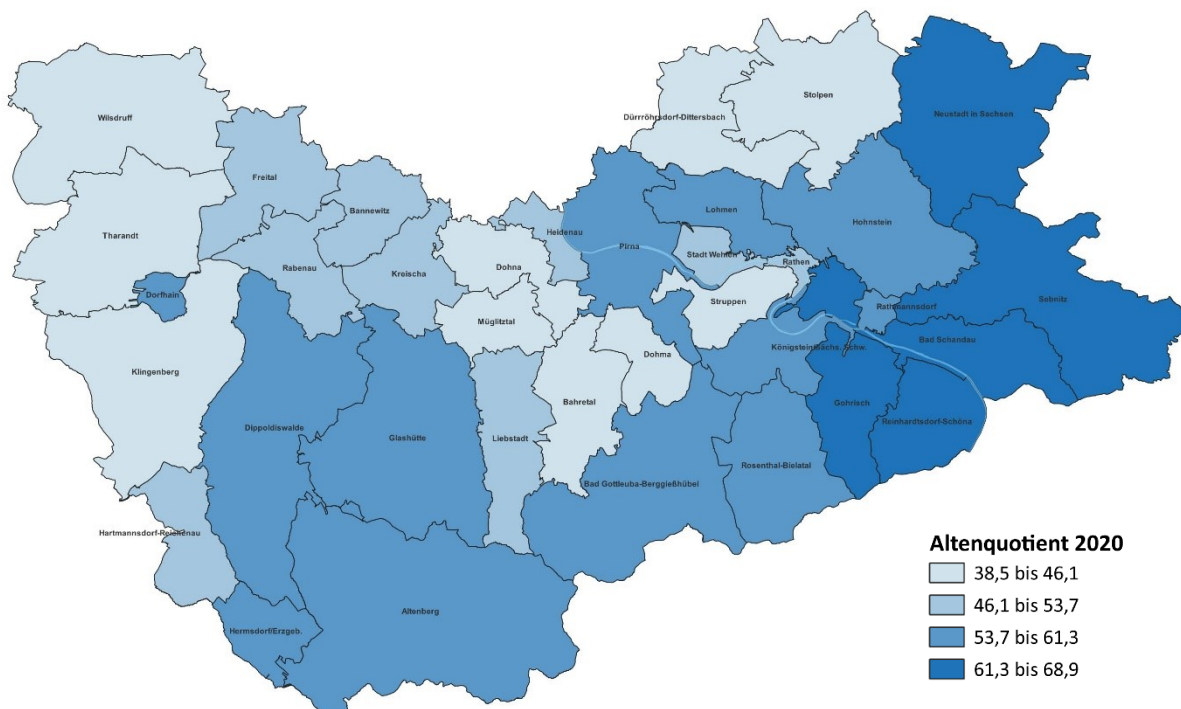 Stolpen
Wilsdruff
Dürrröhrsdorf-Dittersbach
Neustadt in Sachsen
Freital
Bannewitz
Lohmen
Hohnstein
Tharandt
Heidenau
Pirna
Stadt Wehlen
Rathen
Dohna
Rabenau
Kreischa
Dorfhain
Struppen
Rathmannsdorf
Sebnitz
Müglitztal
Bad Schandau
Königstein/Sächs. Schw.
Dohma
Klingenberg
Bahretal
Gohrisch
Reinhardtsdorf-Schöna
Dippoldiswalde
Glashütte
Liebstadt
Rosenthal-Bielatal
Bad Gottleuba-Berggießhübel
Hartmannsdorf-Reichenau
Altenberg
Hermsdorf/Erzgeb.
Altenquotient 2020
38,5 bis 46,1
46,1 bis 53,7
53,7 bis 61,3
61,3 bis 68,9